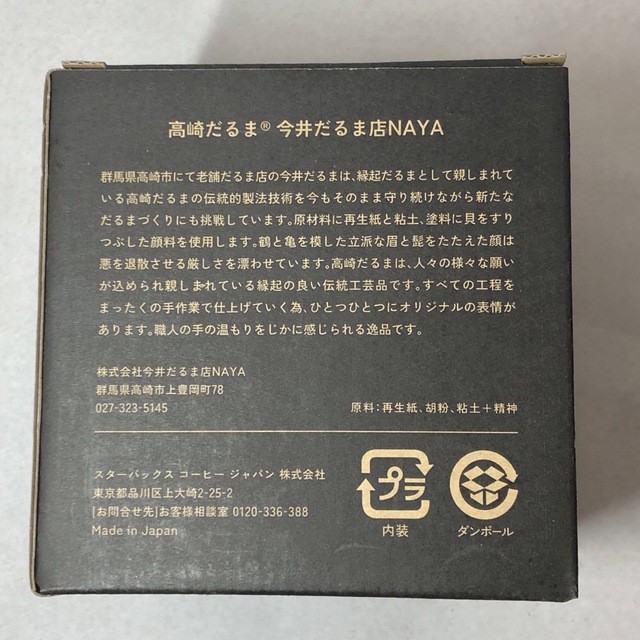 高崎だるま® 今井だるま店NAYA
群馬県高崎市にて老舗だるま店の今井だるまは、縁起だるまとして親しまれて
いる高崎だるまの伝統的製法技術を今もそのまま守り続けながら新たな
だるまづくりにも挑戦しています。原材料に再生紙と粘土、塗料に貝をすり
つぶした顔料を使用します。鶴と亀を模した立派な眉と髭をたたえた顔は
悪を退散させる厳しさを漂わせています。高崎だるまは、人々の様々な願い
が込められ親しまれている縁起の良い伝統工芸品です。すべての工程を
まったくの手作業で仕上げていく為、ひとつひとつにオリジナルの表情が
あります。職人の手の温もりをじかに感じられる逸品です。
株式会社今井だるま店NAYA
群馬県高崎市上豊岡町78
027-323-5145
原料：再生紙、胡粉、粘土＋精神
スターバックス コーヒー ジャパン 株式会社
東京都品川区上大崎2-25-2
[お問合せ先]お客様相談室 0120-336-388
Made in Japan
プラ
内装
ダンボール